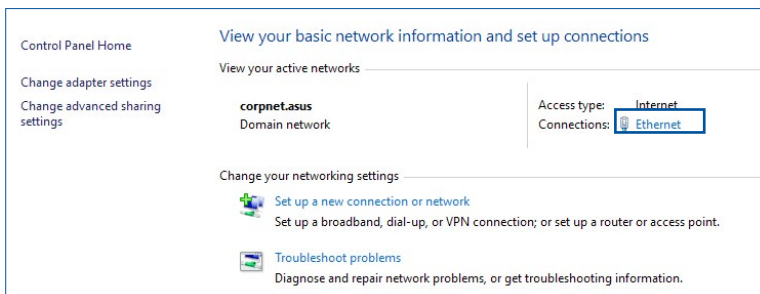 Control Panel Home
Change adapter settings
Change advanced sharing
settings
View your basic network information and set up connections
View your active networks
corpnet.asus
Domain network
Access type: Internet
Connections: Ethernet
Change your networking settings
Set up a new connection or network
Set up a broadband, dial-up, or VPN connection; or set up a router or access point.
Troubleshoot problems
Diagnose and repair network problems, or get troubleshooting information.